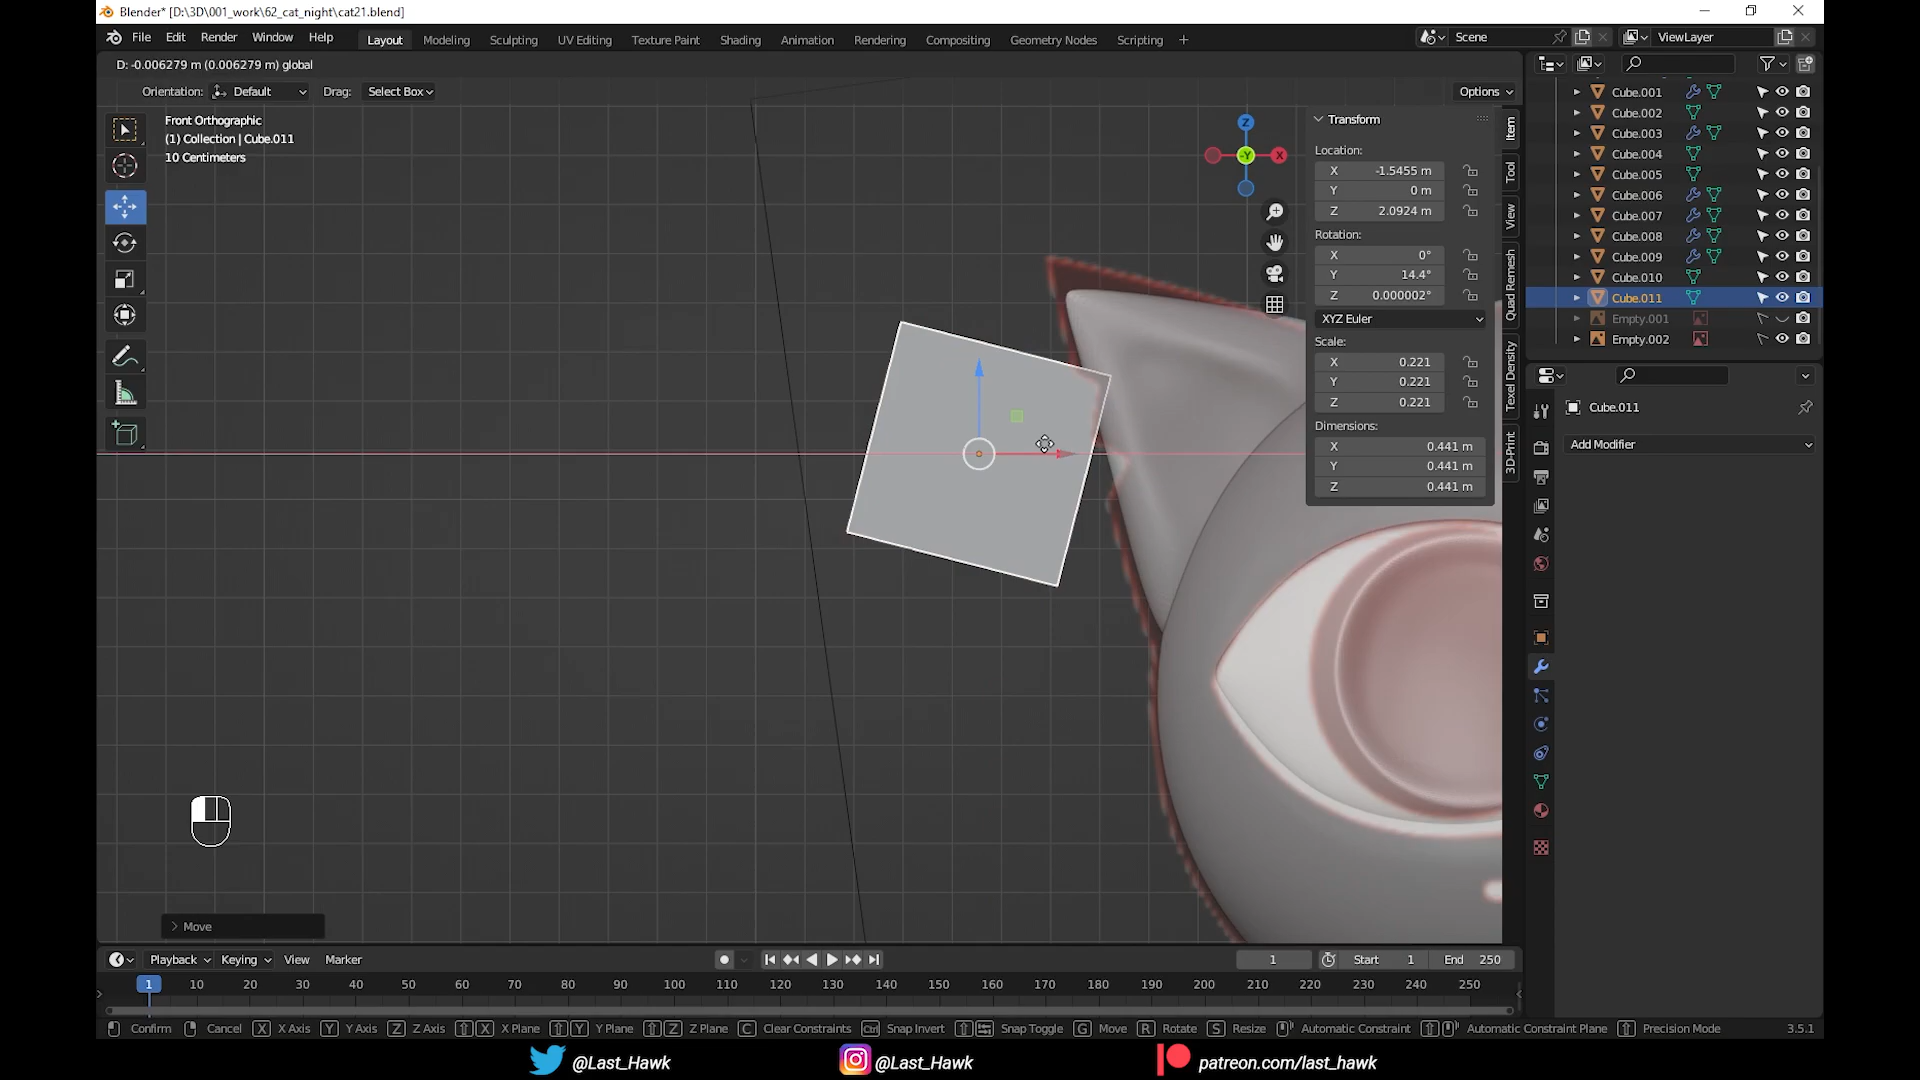 Blender* [D:\3D\001_work\62_cat_night\cat21.blend]
File Edit Render Window Help Layout Modeling Sculpting UV Editing Texture Paint Shading Animation Rendering Compositing Geometry Nodes Scripting + Scene ViewLayer
D: -0.006279 m (0.006279 m) global
Orientation: Default Drag: Select Box Options
Front Orthographic
(1) Collection | Cube.011
10 Centimeters
Z
-Y
X
Transform
Location:
X -1.5455 m
Y 0 m
Z 2.0924 m
Rotation:
X 0°
Y 14.4°
Z 0.000002°
XYZ Euler
Scale:
X 0.221
Y 0.221
Z 0.221
Dimensions:
X 0.441 m
Y 0.441 m
Z 0.441 m
Item
Tool
View
Quad Remesh
Texel Density
3D-Print
Cube.001
Cube.002
Cube.003
Cube.004
Cube.005
Cube.006
Cube.007
Cube.008
Cube.009
Cube.010
Cube.011
Empty.001
Empty.002
Cube.011
Add Modifier
Move
Playback Keying View Marker 1 Start 1 End 250
1 10 20 30 40 50 60 70 80 90 100 110 120 130 140 150 160 170 180 190 200 210 220 230 240 250
Confirm Cancel X X Axis Y Y Axis Z Z Axis X X Plane Y Y Plane Z Z Plane C Clear Constraints Ctrl Snap Invert Snap Toggle G Move R Rotate S Resize Automatic Constraint Automatic Constraint Plane Precision Mode 3.5.1
@Last_Hawk @Last_Hawk patreon.com/last_hawk